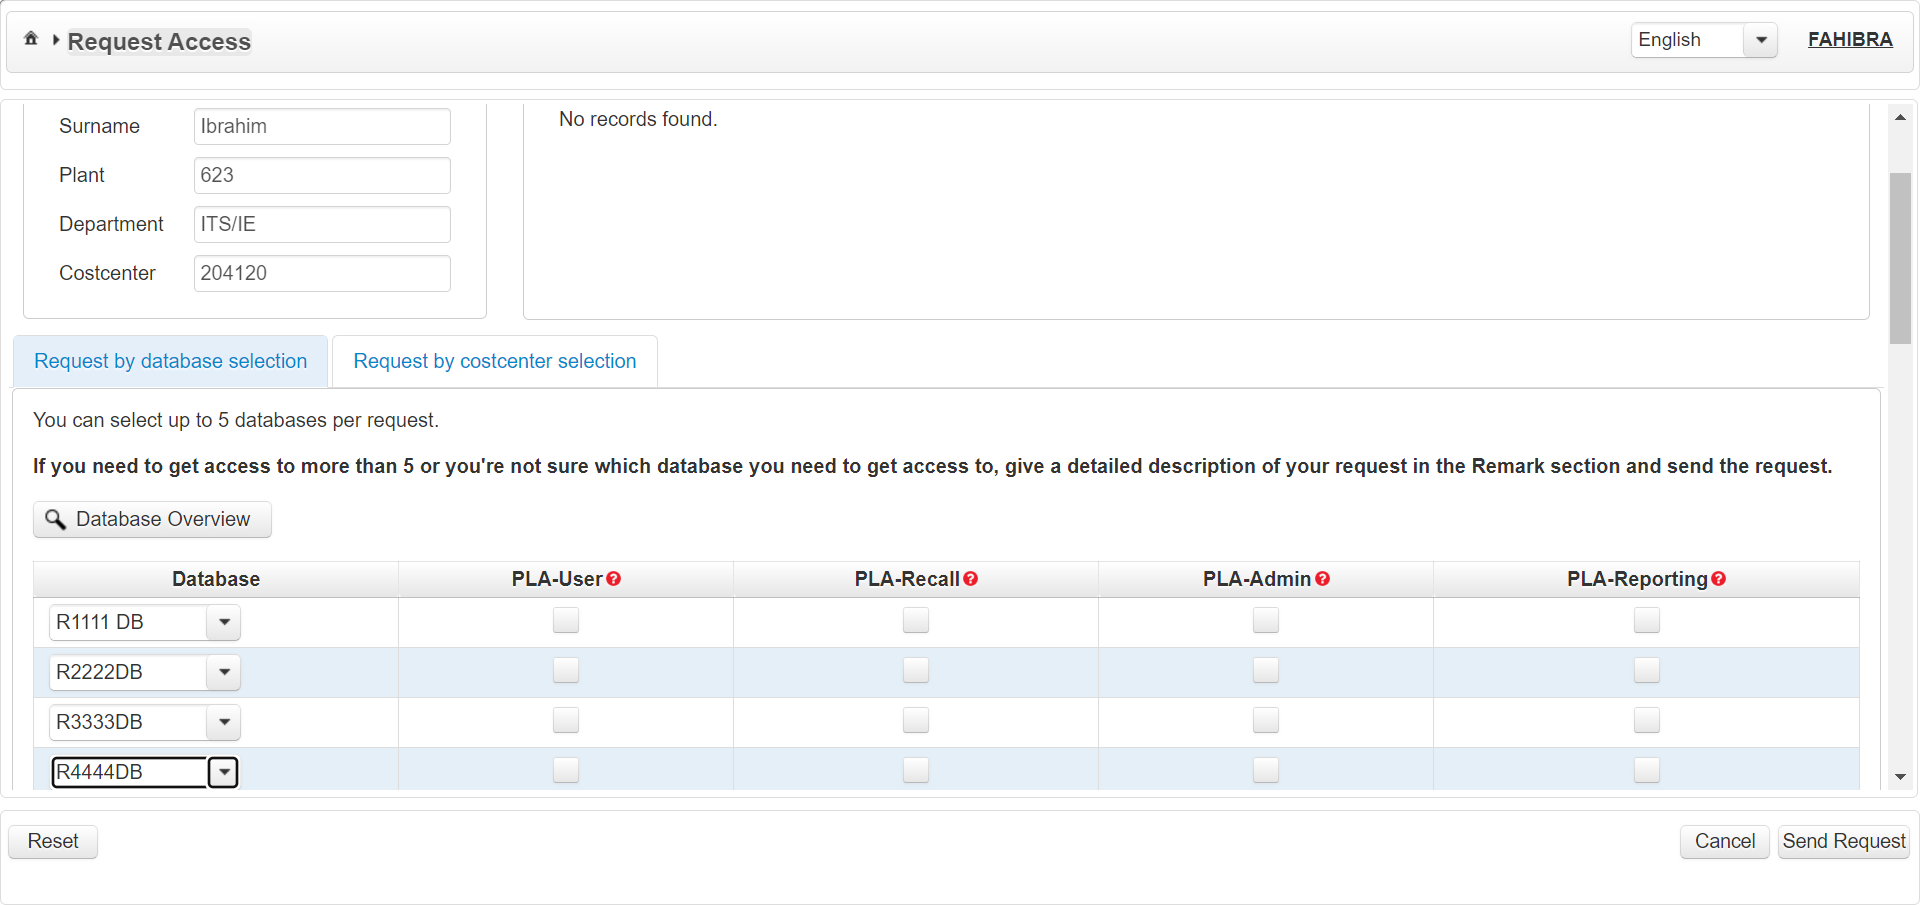 Request Access
English
FAHIBRA
Surname
Ibrahim
No records found.
Plant
623
Department
ITS/IE
Costcenter
204120
Request by database selection
Request by costcenter selection
You can select up to 5 databases per request.
If you need to get access to more than 5 or you're not sure which database you need to get access to, give a detailed description of your request in the Remark section and send the request.
Database Overview
Database
PLA-User
PLA-Recall
PLA-Admin
PLA-Reporting
R1111 DB
R2222DB
R3333DB
R4444DB
Reset
Cancel
Send Request